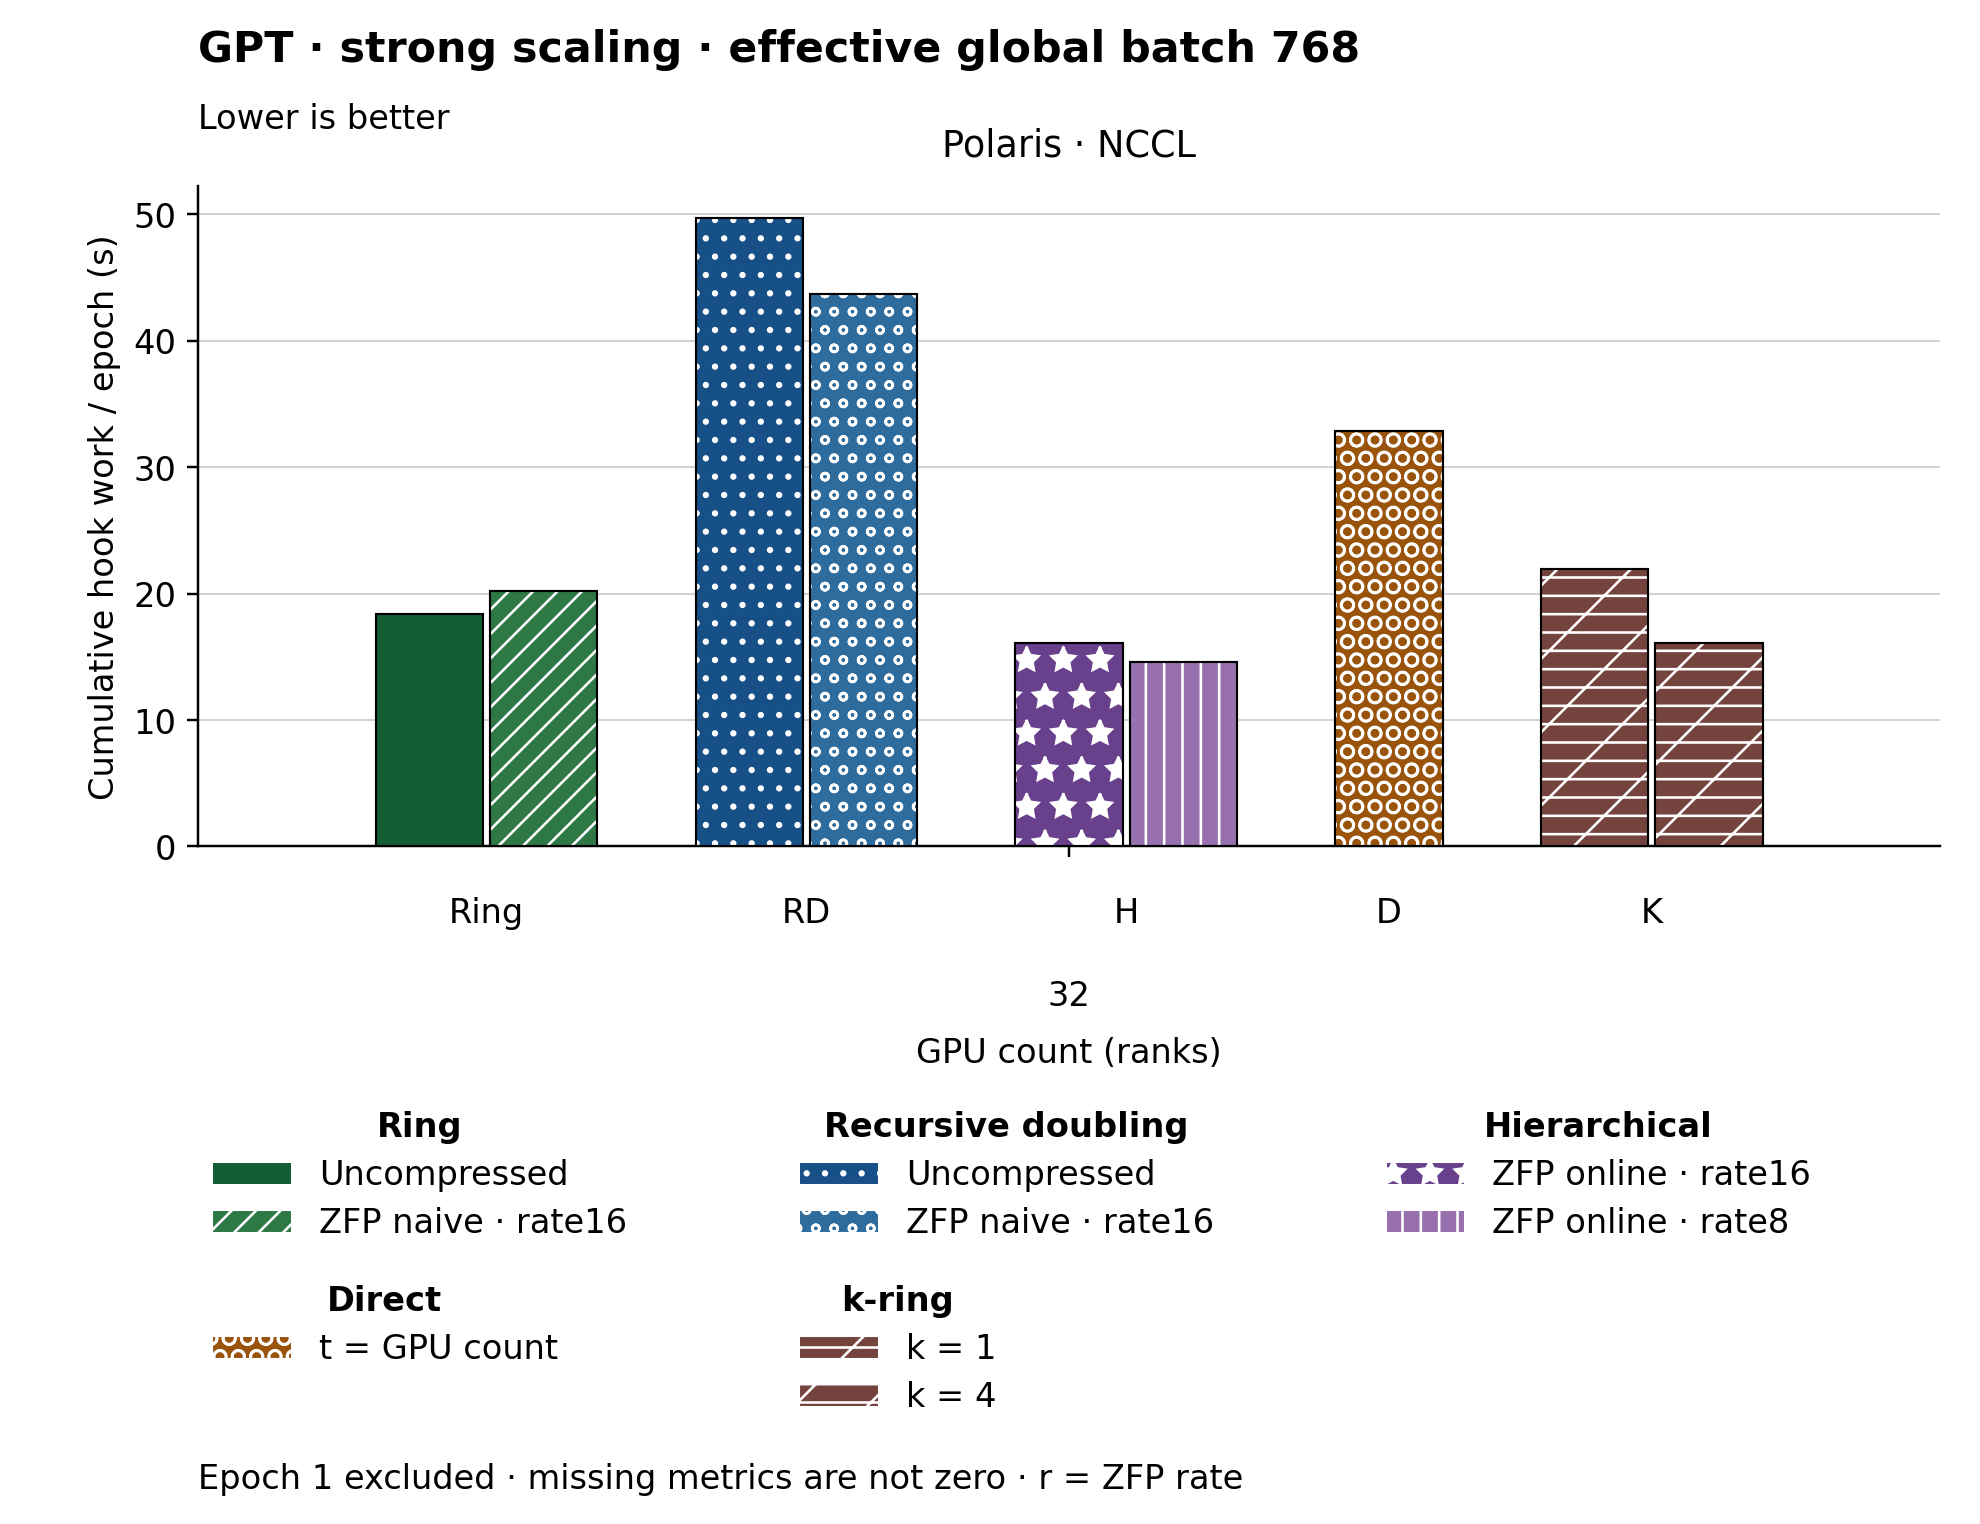 GPT · strong scaling · effective global batch 768
Lower is better
Polaris · NCCL
Cumulative hook work / epoch (s)
50
40
30
20
10
0
Ring RD H D K
32
GPU count (ranks)
Ring
Uncompressed
ZFP naive · rate16
Recursive doubling
Uncompressed
ZFP naive · rate16
Hierarchical
ZFP online · rate16
ZFP online · rate8
Direct
t = GPU count
k-ring
k = 1
k = 4
Epoch 1 excluded · missing metrics are not zero · r = ZFP rate